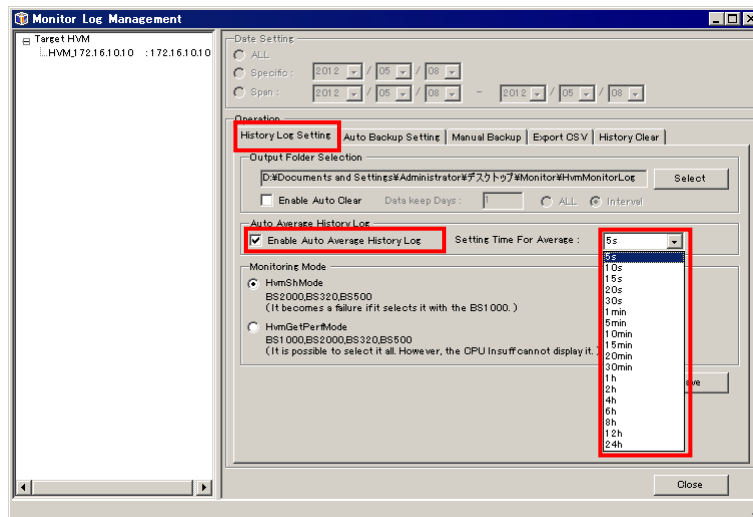 Monitor Log Management
Target HVM
HVM_172.16.10.10 : 172.16.10.10
Date Setting
ALL
Specific : 2012 / 05 / 08
Span : 2012 / 05 / 08 - 2012 / 05 / 08
Operation
History Log Setting Auto Backup Setting Manual Backup Export CSV History Clear
Output Folder Selection
D:¥Documents and Settings¥Administrator¥デスクトップ¥Monitor¥HvmMonitorLog Select
Enable Auto Clear Data keep Days : 1 ALL Interval
Auto Average History Log
Enable Auto Average History Log Setting Time For Average : 5s
5s
10s
15s
20s
30s
1min
5min
10min
15min
20min
30min
1h
2h
4h
6h
8h
12h
24h
Monitoring Mode
HvmShMode
BS2000,BS320,BS500
(It becomes a failure if it selects it with the BS1000. )
HvmGetPerfMode
BS1000,BS2000,BS320,BS500
(It is possible to select it all. However, the CPU Insuff cannot display it. )
Close